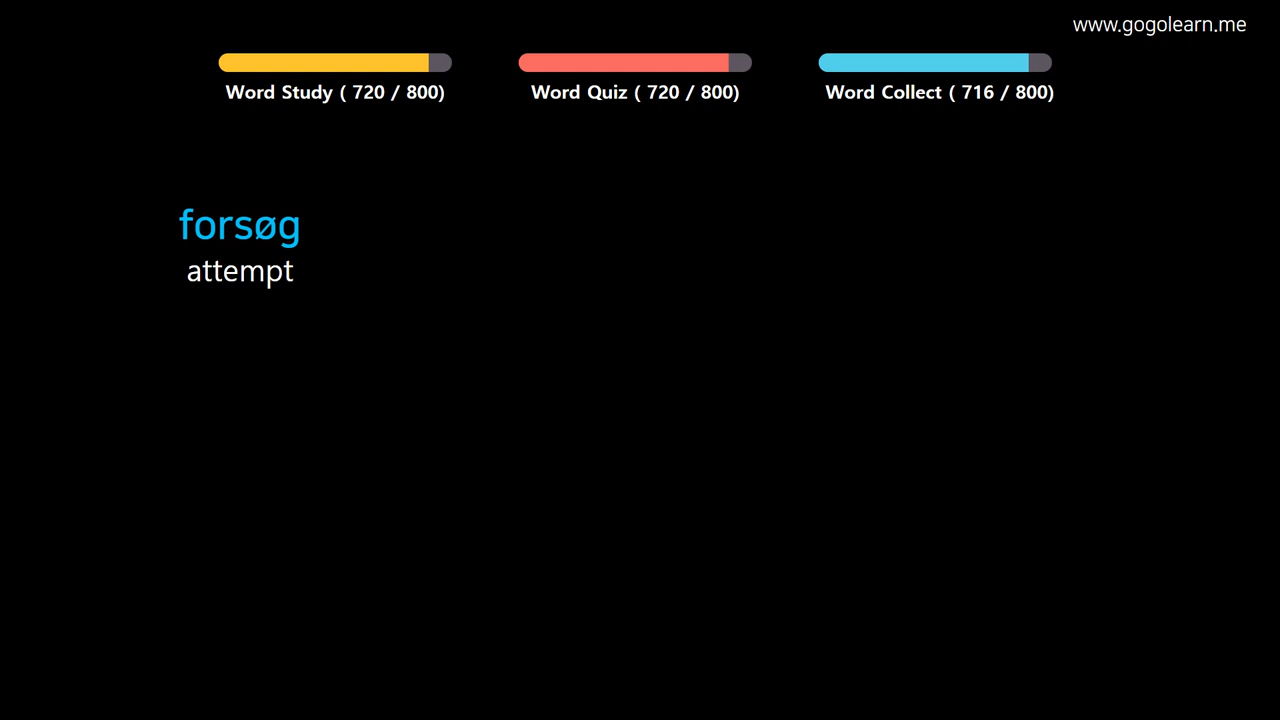 www.gogolearn.me
Word Study ( 720 / 800)
Word Quiz ( 720 / 800)
Word Collect ( 716 / 800)
forsøg
attempt